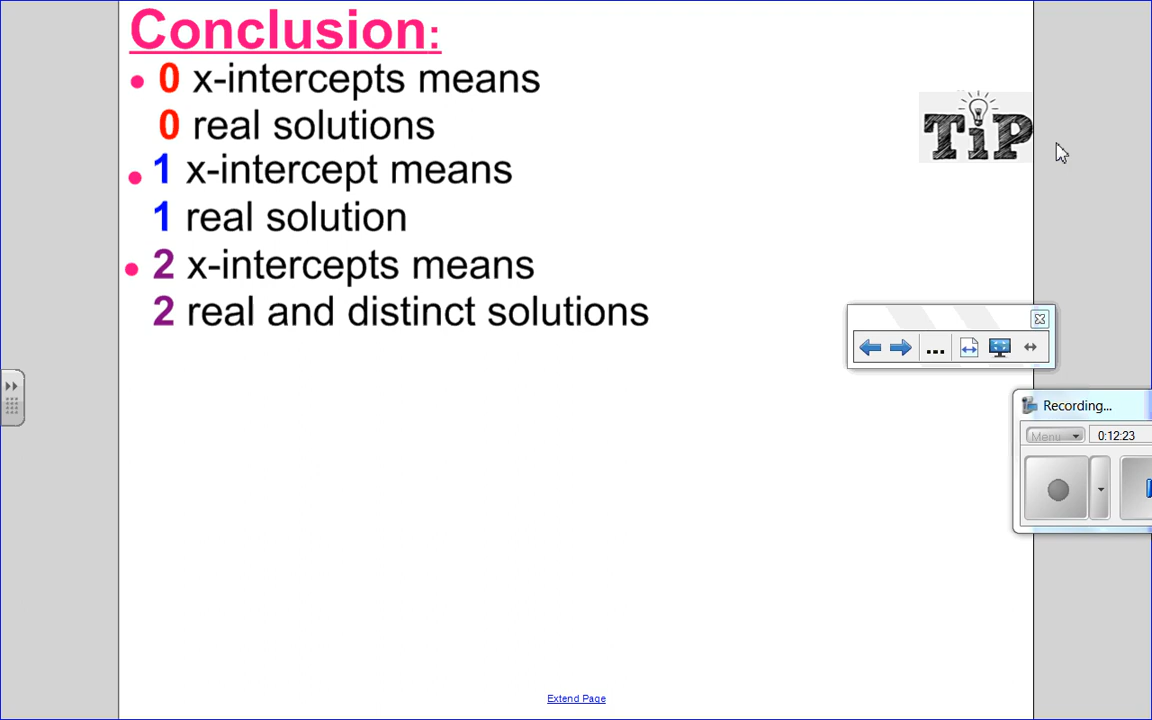 Conclusion:
• 0 x-intercepts means
0 real solutions
TiP
• 1 x-intercept means
1 real solution
• 2 x-intercepts means
2 real and distinct solutions
...
Recording...
Menu
0:12:23
Extend Page